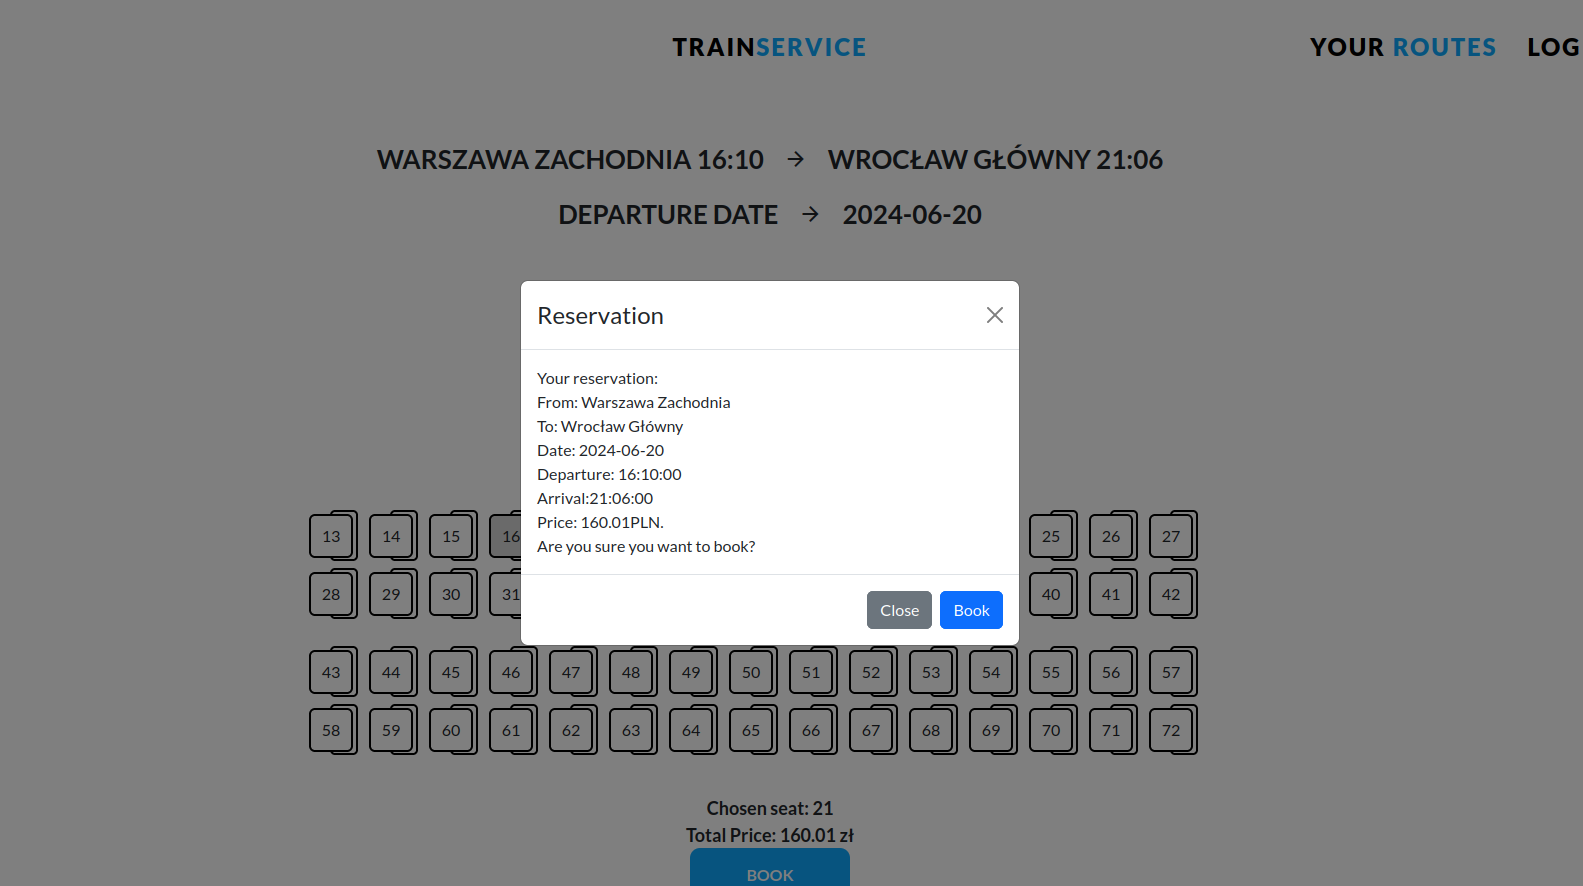 TRAINSERVICE
YOUR ROUTES
LOG
WARSZAWA ZACHODNIA 16:10 → WROCŁAW GŁÓWNY 21:06
DEPARTURE DATE → 2024-06-20
Reservation
Your reservation:
From: Warszawa Zachodnia
To: Wrocław Główny
Date: 2024-06-20
Departure: 16:10:00
Arrival:21:06:00
Price: 160.01PLN.
Are you sure you want to book?
Close Book
13 14 15 16 25 26 27
28 29 30 31 40 41 42
43 44 45 46 47 48 49 50 51 52 53 54 55 56 57
58 59 60 61 62 63 64 65 66 67 68 69 70 71 72
Chosen seat: 21
Total Price: 160.01 zł
BOOK